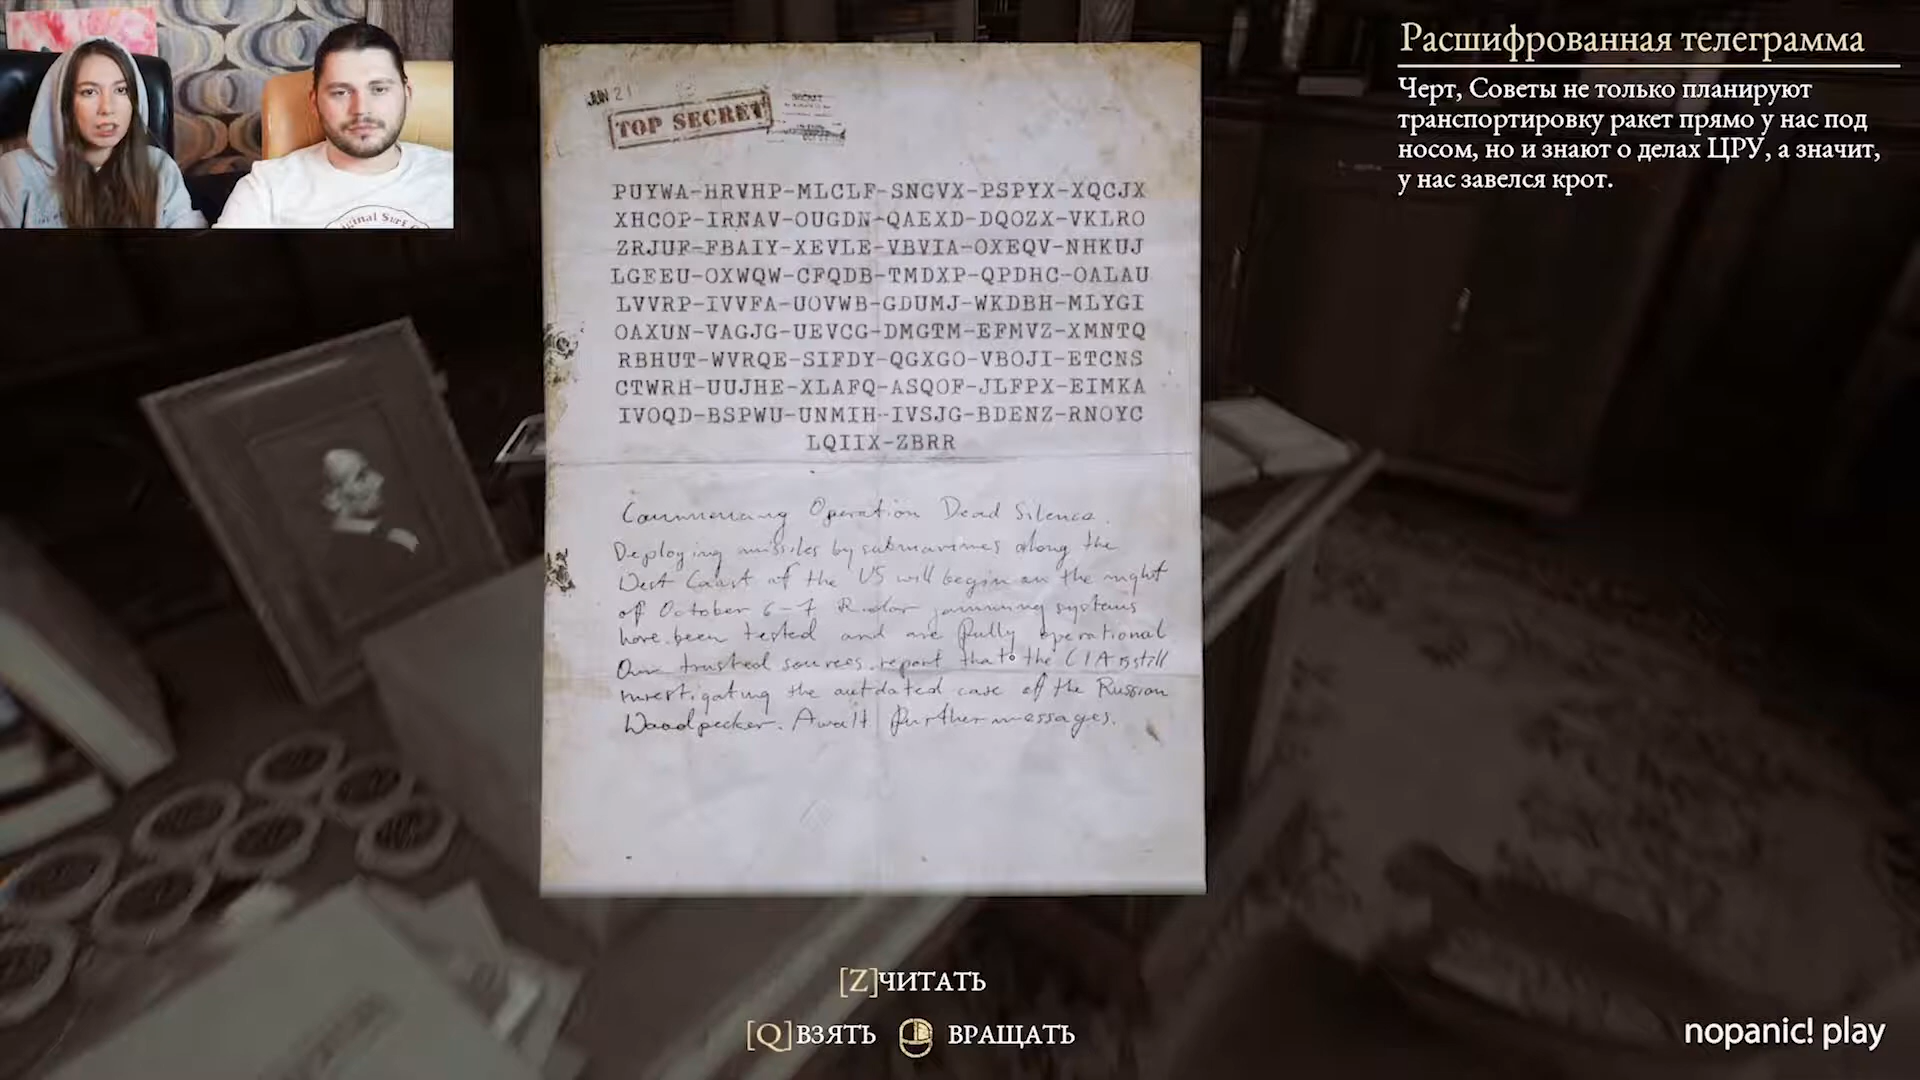 Расшифрованная телеграмма
Черт, Советы не только планируют
транспортировку ракет прямо у нас под
носом, но и знают о делах ЦРУ, а значит,
у нас завелся крот.
JUN 21
TOP SECRET
PUYWA-HRVHP-MLCLF-SNCVX-PSPYX-XQCJX
XHCOP-IRNAV-OUGDN-QAEXD-DQOZX-VKLRO
ZRJUF-FBAIY-XEVLE-VBVIA-OXEQV-NHKUJ
LGEEU-OXWQW-CFQDB-TMDXP-QPDHC-OALAU
LVVRP-IVVFA-UOVWB-GDUMJ-WKDBH-MLYGI
OAXUN-VAGJG-UEVCG-DMGTM-EFMVZ-XMNTQ
RBHUT-WVRQE-SIFDY-QGXGO-VBOJI-ETCNS
CTWRH-UUJHE-XLAFQ-ASQOF-JLFPX-EIMKA
IVOQD-BSPWU-UNMIH-IVSJG-BDENZ-RNOYC
LQIIX-ZBRR
Commencing Operation Dead Silence.
Deploying missiles by submarines along the
West Coast of the US will begin on the night
of October 6-7 Radar jamming systems
have been tested and are fully operational
Our trusted sources report that the CIA is still
investigating the outdated case of the Russian
Woodpecker. Await further messages.
[Z]ЧИТАТЬ
[Q]ВЗЯТЬ ВРАЩАТЬ
nopanic! play